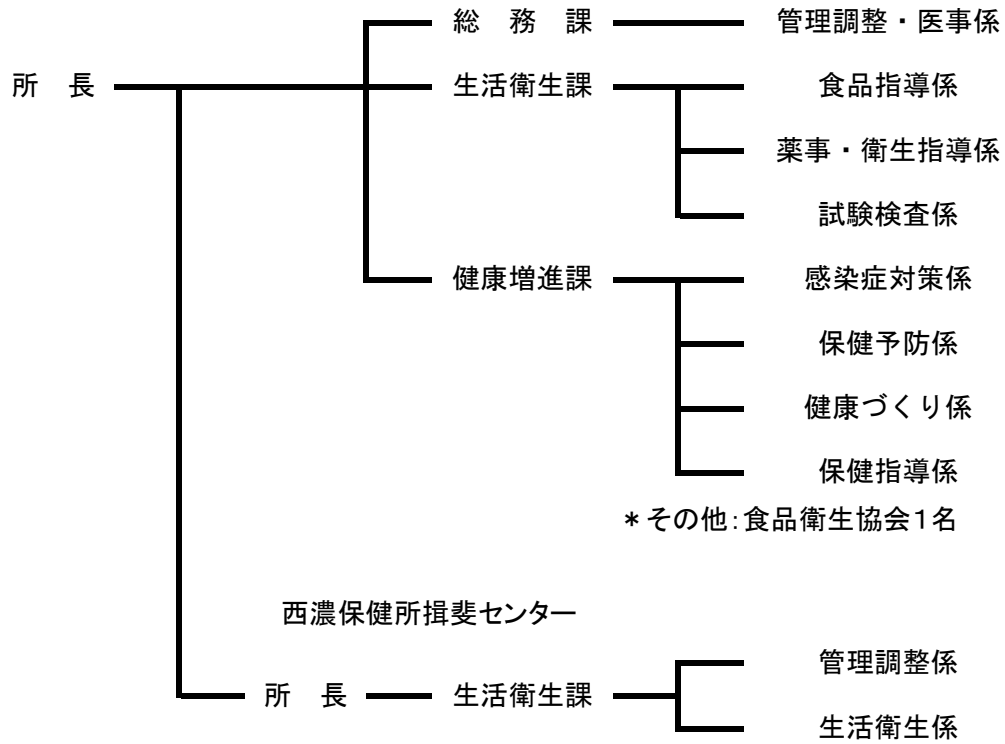 総　務　課　管理調整・医事係
所　長　生活衛生課　食品指導係
薬事・衛生指導係
試験検査係
健康増進課　感染症対策係
保健予防係
健康づくり係
保健指導係
＊その他：食品衛生協会１名
西濃保健所揖斐センター
管理調整係
所　長　生活衛生課
生活衛生係